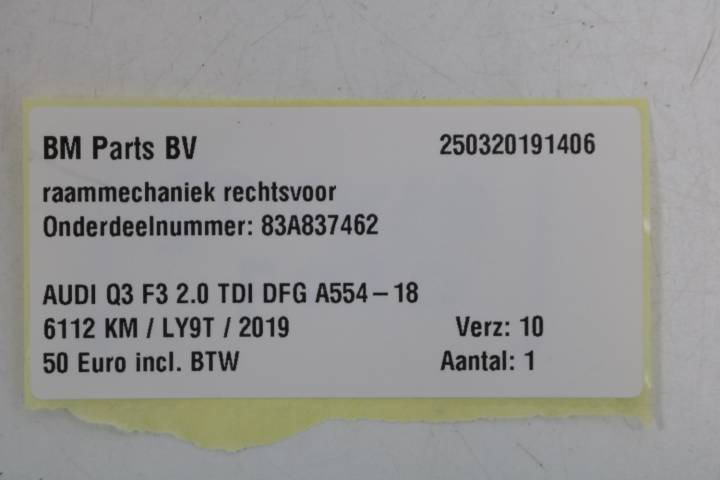 BM Parts BV 250320191406
raammechaniek rechtsvoor
Onderdeelnummer: 83A837462
AUDI Q3 F3 2.0 TDI DFG A554-18
6112 KM / LY9T / 2019 Verz: 10
50 Euro incl. BTW Aantal: 1